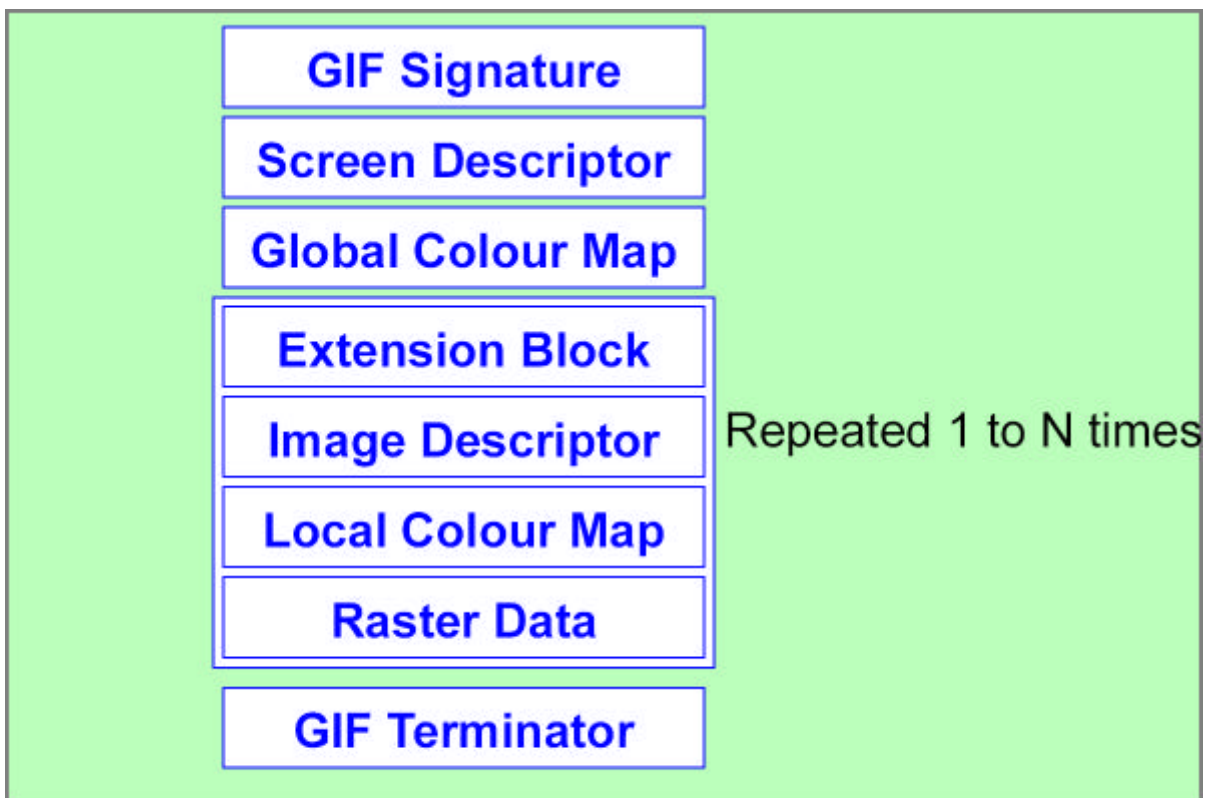 GIF Signature
Screen Descriptor
Global Colour Map
Extension Block
Image Descriptor
Repeated 1 to N times
Local Colour Map
Raster Data
GIF Terminator